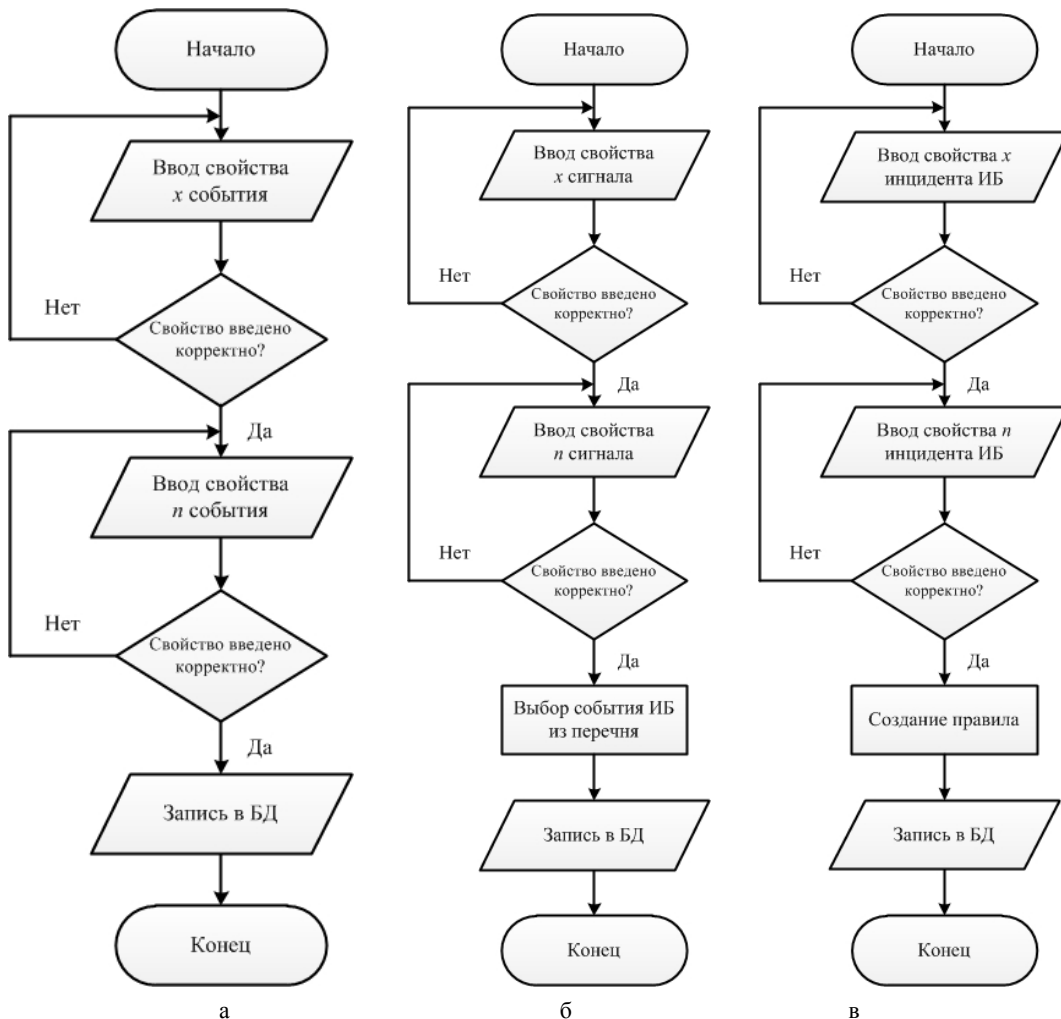 Начало
Ввод свойства
x события
Нет
Свойство введено
корректно?
Да
Ввод свойства
n события
Нет
Свойство введено
корректно?
Да
Запись в БД
Конец
а
Начало
Ввод свойства
x сигнала
Нет
Свойство введено
корректно?
Да
Ввод свойства
n сигнала
Нет
Свойство введено
корректно?
Да
Выбор события ИБ
из перечня
Запись в БД
Конец
б
Начало
Ввод свойства x
инцидента ИБ
Нет
Свойство введено
корректно?
Да
Ввод свойства n
инцидента ИБ
Нет
Свойство введено
корректно?
Да
Создание правила
Запись в БД
Конец
в